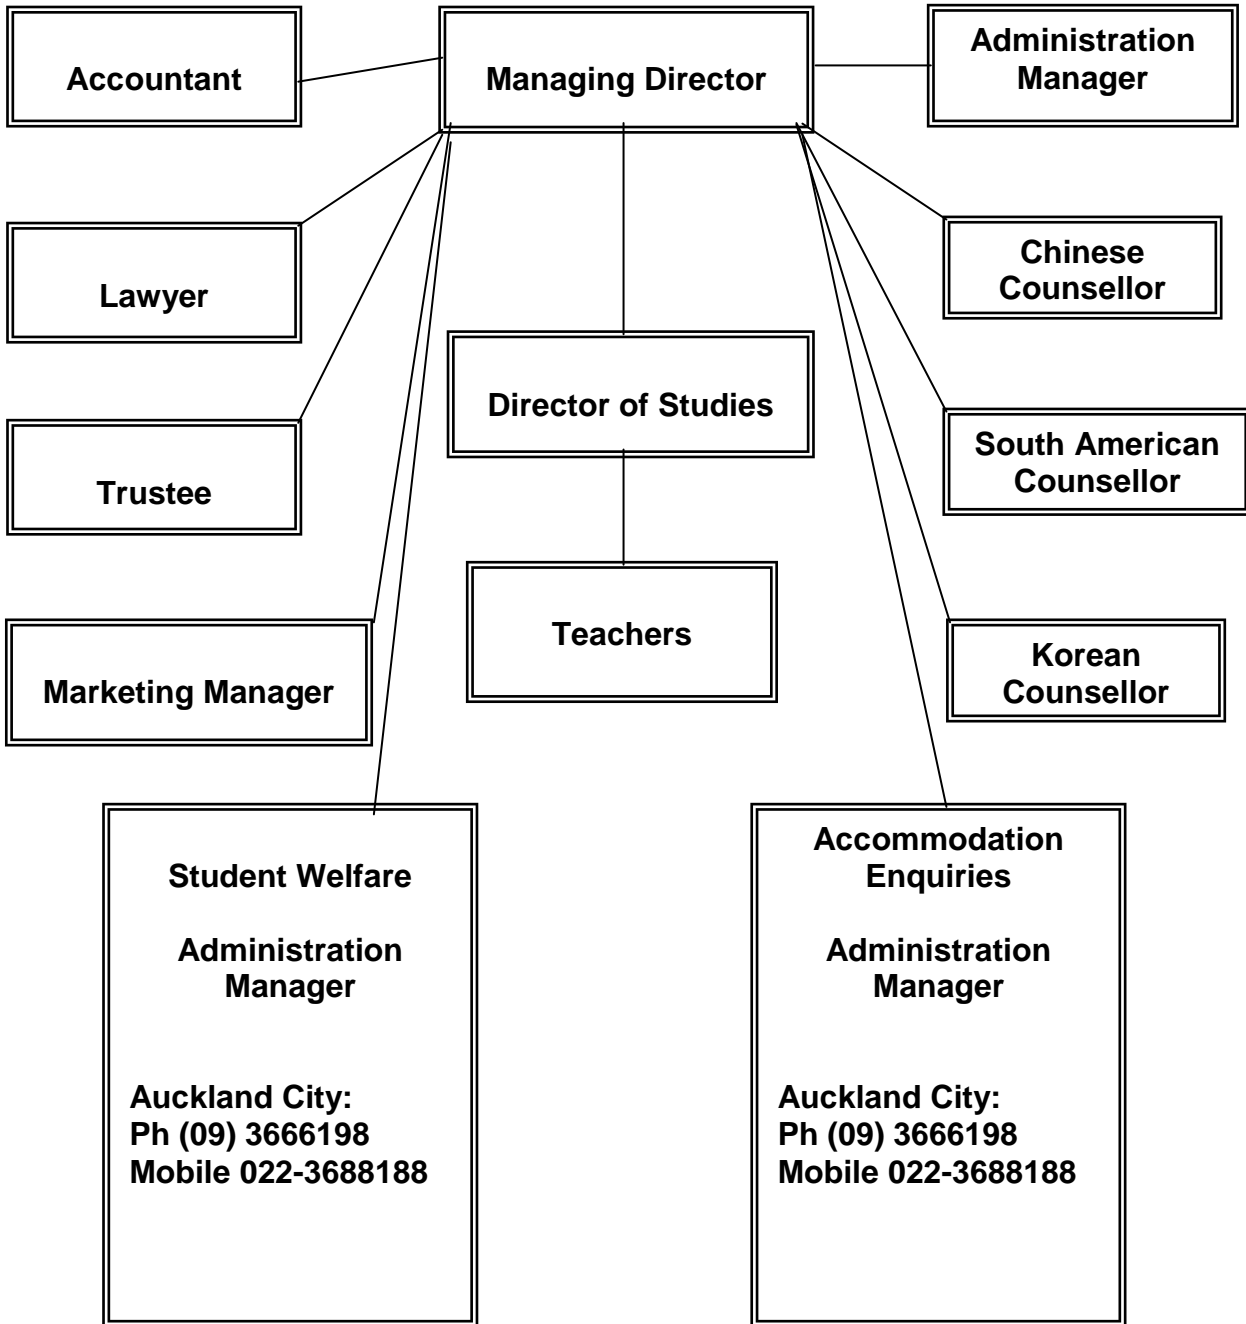 Accountant
Managing Director
Administration
Manager
Lawyer
Chinese
Counsellor
Director of Studies
Trustee
South American
Counsellor
Teachers
Marketing Manager
Korean
Counsellor
Student Welfare
Administration
Manager
Auckland City:
Ph (09) 3666198
Mobile 022-3688188
Accommodation
Enquiries
Administration
Manager
Auckland City:
Ph (09) 3666198
Mobile 022-3688188